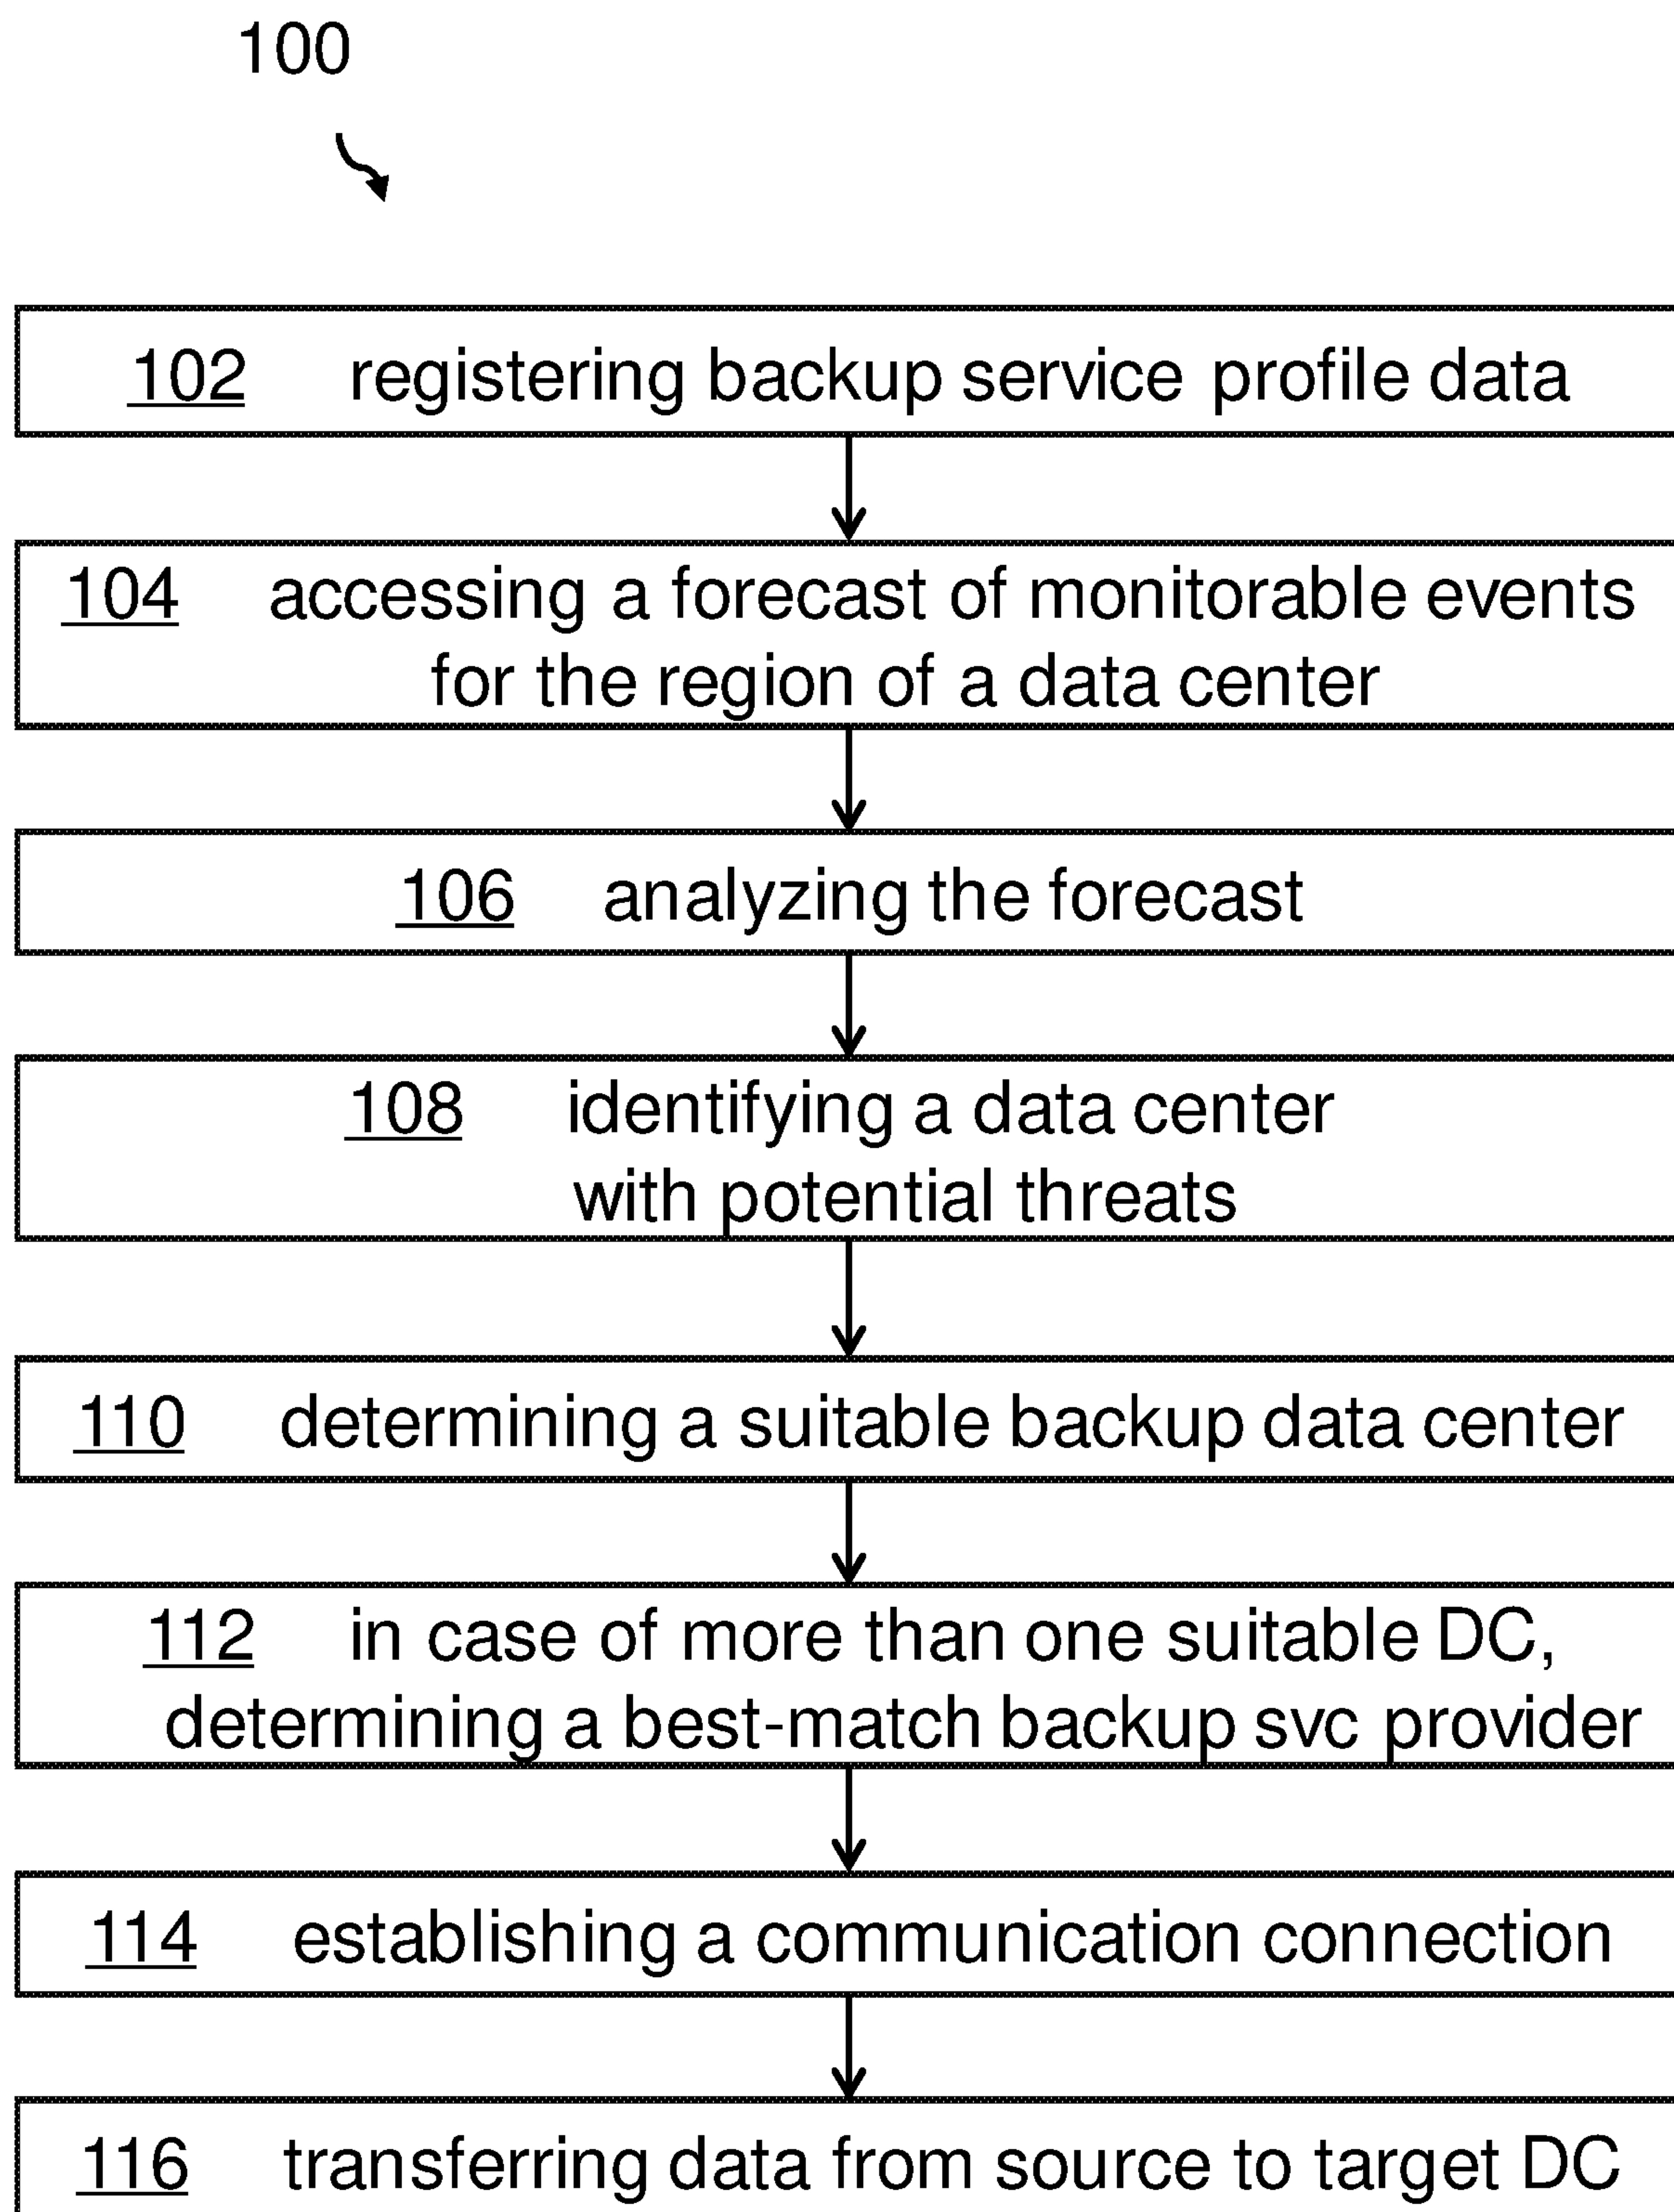 100
102 registering backup service profile data
104 accessing a forecast of monitorable events
for the region of a data center
106 analyzing the forecast
108 identifying a data center
with potential threats
110 determining a suitable backup data center
112 in case of more than one suitable DC,
determining a best-match backup svc provider
114 establishing a communication connection
116 transferring data from source to target DC